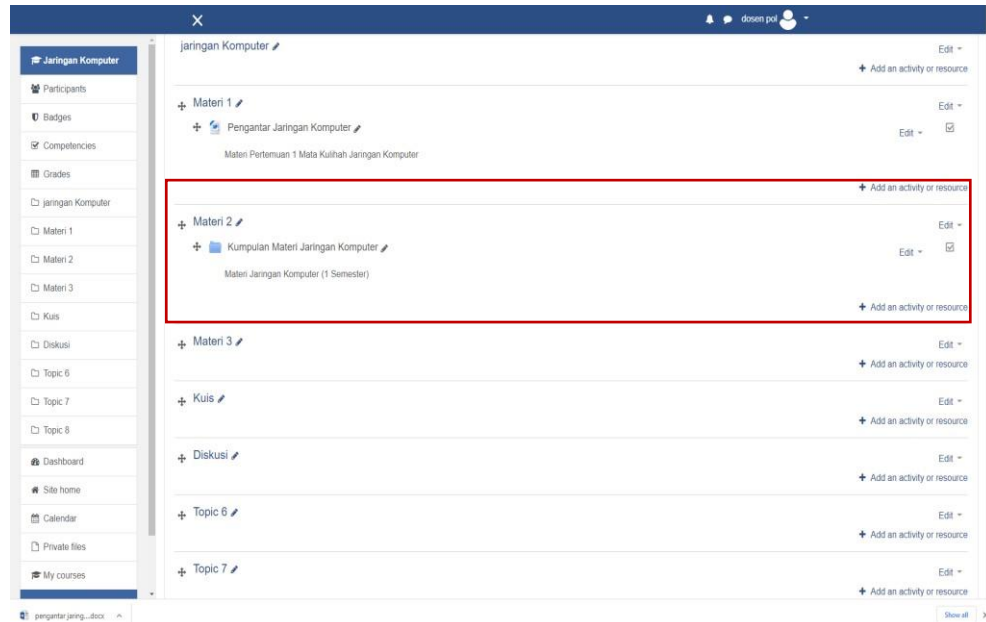 dosen pol
Jaringan Komputer
Participants
Badges
Competencies
Grades
jaringan Komputer
Materi 1
Materi 2
Materi 3
Kuis
Diskusi
Topic 6
Topic 7
Topic 8
Dashboard
Site home
Calendar
Private files
My courses
jaringan Komputer
Edit
+ Add an activity or resource
Materi 1
Edit
Pengantar Jaringan Komputer
Edit
Materi Pertemuan 1 Mata Kulihah Jaringan Komputer
+ Add an activity or resource
Materi 2
Edit
Kumpulan Materi Jaringan Komputer
Edit
Materi Jaringan Komputer (1 Semester)
+ Add an activity or resource
Materi 3
Edit
+ Add an activity or resource
Kuis
Edit
+ Add an activity or resource
Diskusi
Edit
+ Add an activity or resource
Topic 6
Edit
+ Add an activity or resource
Topic 7
Edit
+ Add an activity or resource
pengantar jaring....docx
Show all